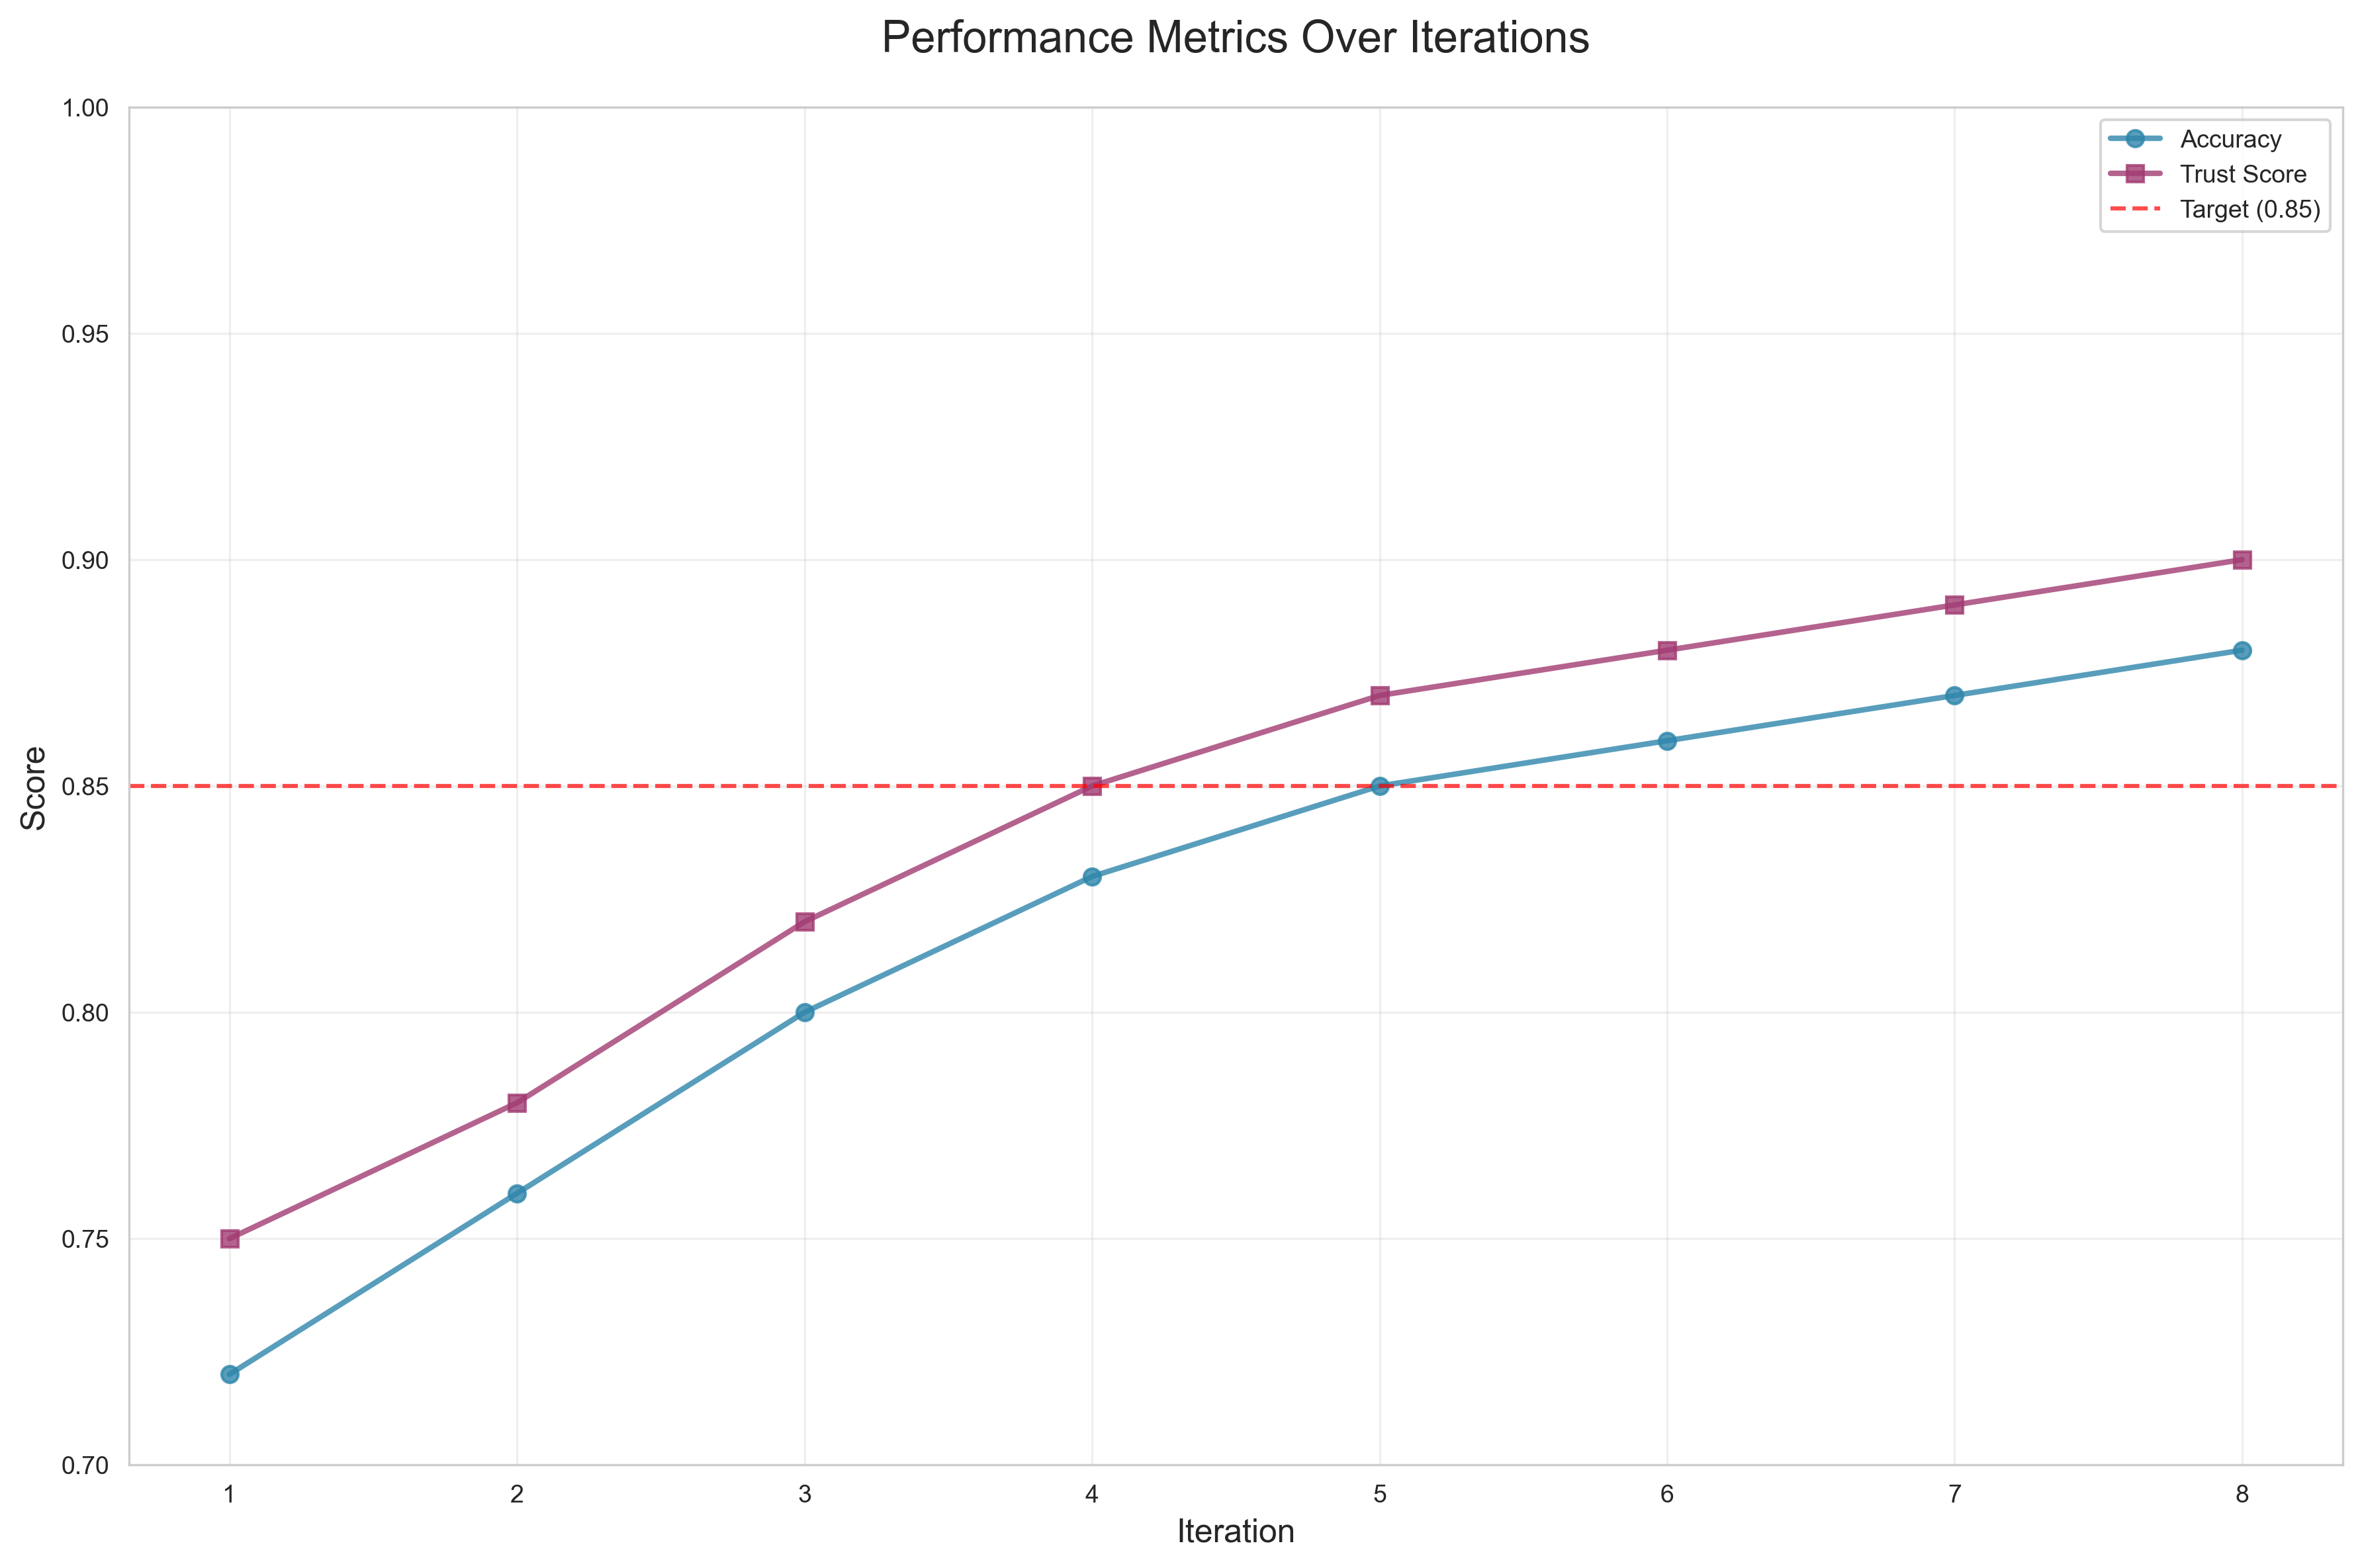 Performance Metrics Over Iterations
1.00
0.95
0.90
0.85
0.80
0.75
0.70
Score
Accuracy
Trust Score
Target (0.85)
1 2 3 4 5 6 7 8
Iteration